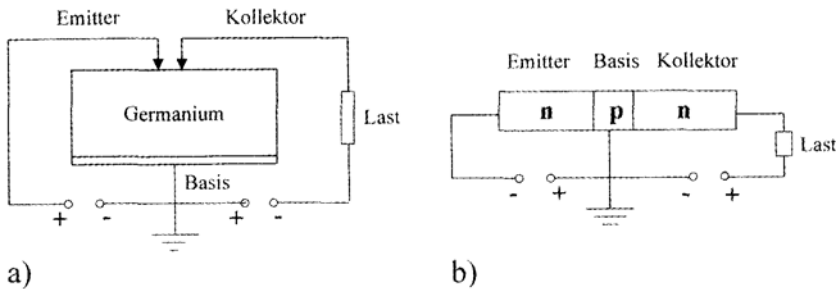 Emitter Kollektor
Germanium
Last
Basis
+ - + -
a)
Emitter Basis Kollektor
n p n
Last
- + - +
b)